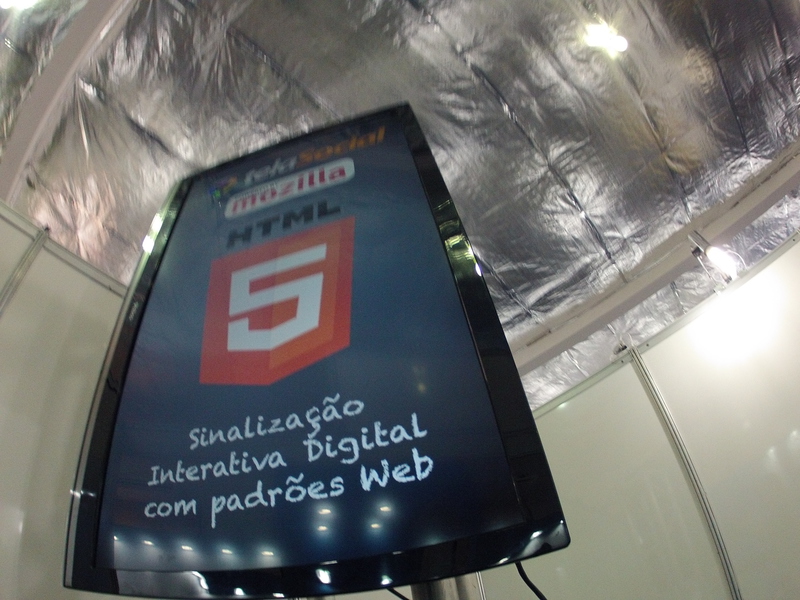 telaSocial
mozilla
HTML
5
Sinalização
Interativa Digital
com padrões Web